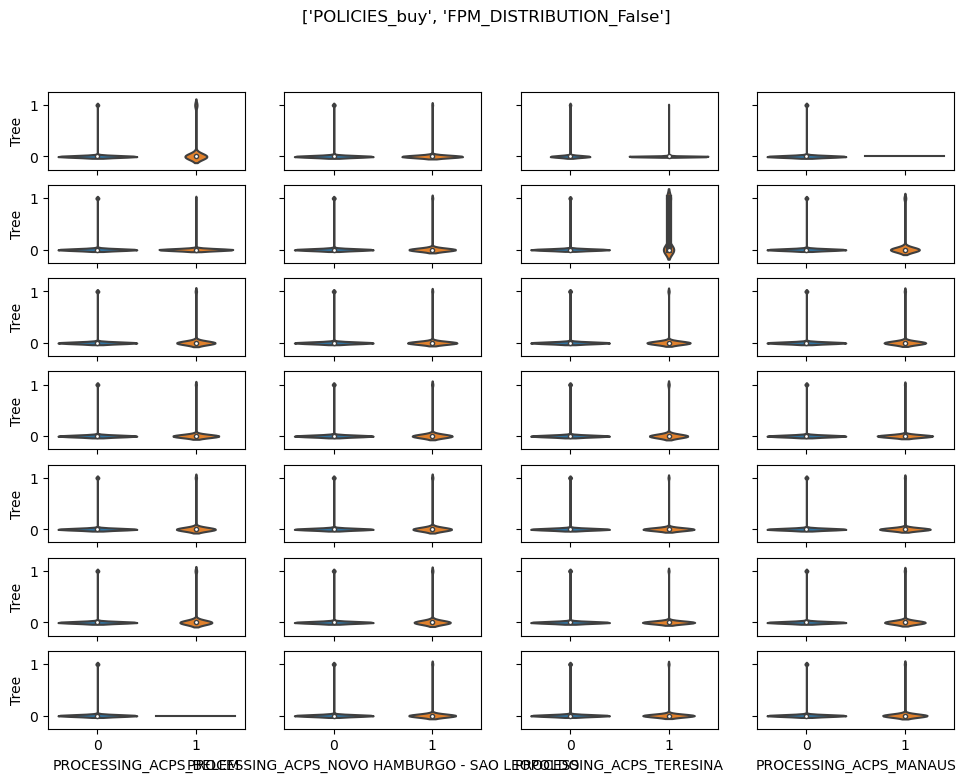 ['POLICIES_buy', 'FPM_DISTRIBUTION_False']
1
0
Tree
1
0
Tree
1
0
Tree
1
0
Tree
1
0
Tree
1
0
Tree
1
0
Tree
0 1 0 1 0 1 0 1
PROCESSING_ACPS_BELEM PROCESSING_ACPS_NOVO HAMBURGO - SAO LEOPOLDO PROCESSING_ACPS_TERESINA PROCESSING_ACPS_MANAUS